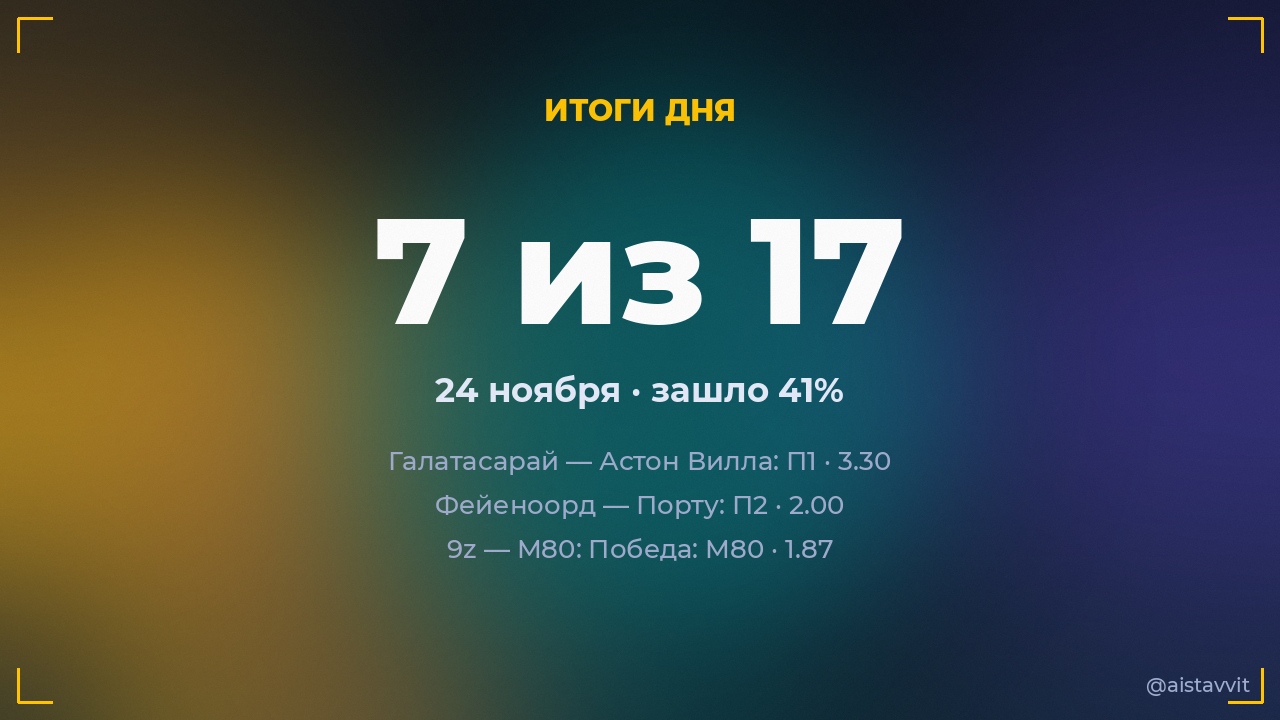 ИТОГИ ДНЯ
7 из 17
24 ноября · зашло 41%
Галатасарай — Астон Вилла: П1 · 3.30
Фейеноорд — Порту: П2 · 2.00
9z — M80: Победа: M80 · 1.87
@aistavvit